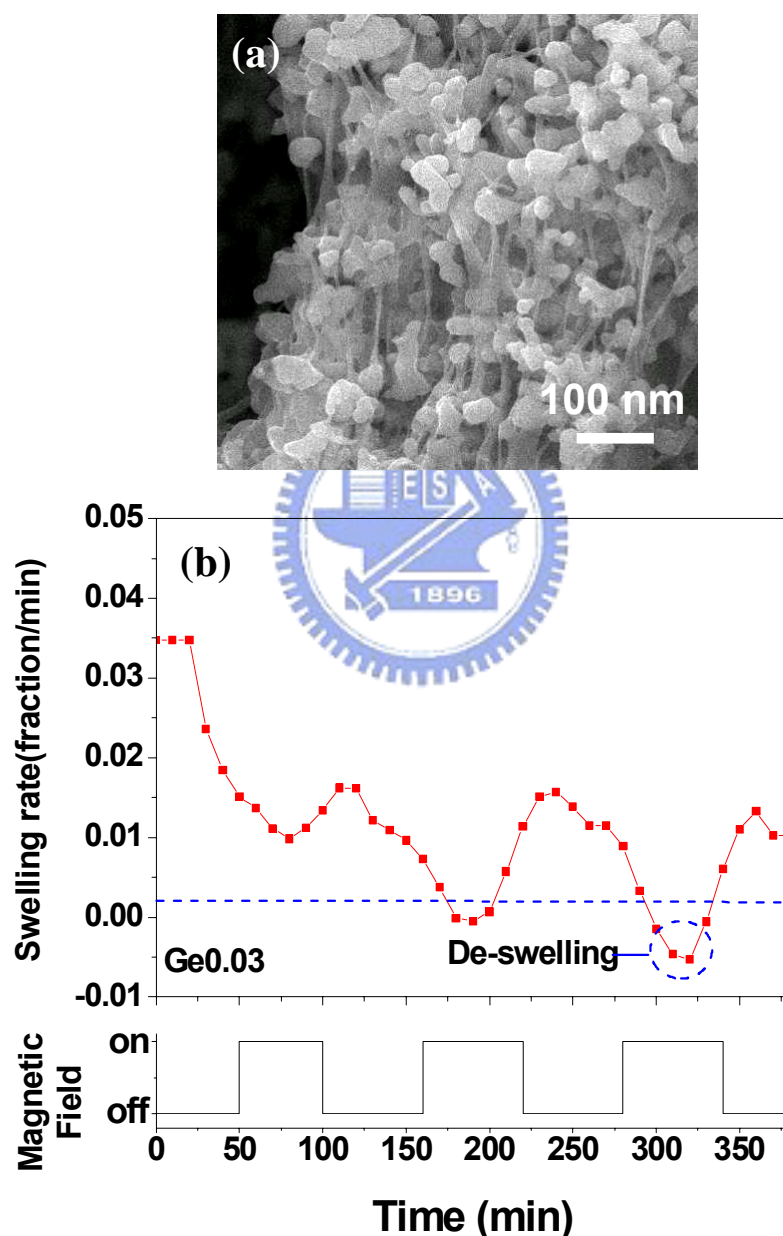 (a)
100 nm
E S A
1896
(b)
Swelling rate(fraction/min)
0.05
0.04
0.03
0.02
0.01
0.00
-0.01
Ge0.03
De-swelling
Magnetic
Field
on
off
0 50 100 150 200 250 300 350
Time (min)